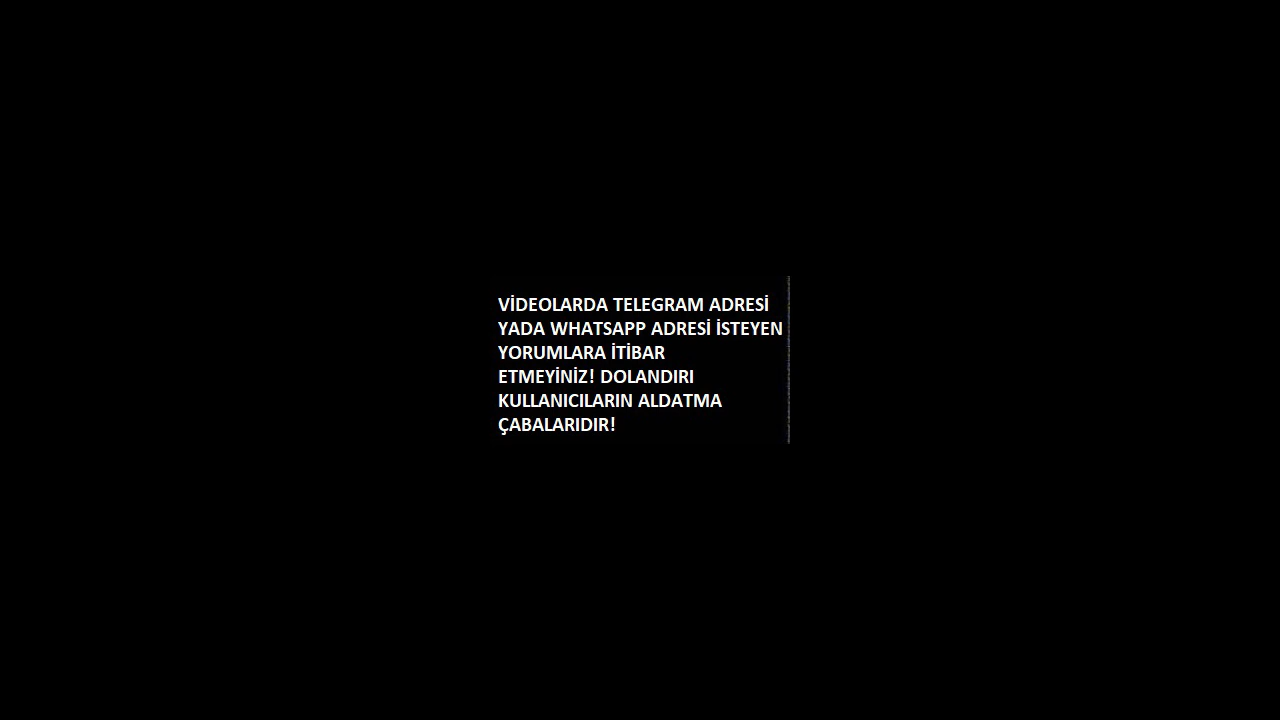 VİDEOLARDA TELEGRAM ADRESİ
YADA WHATSAPP ADRESİ İSTEYEN
YORUMLARA İTİBAR
ETMEYİNİZ! DOLANDIRI
KULLANICILARIN ALDATMA
ÇABALARIDIR!